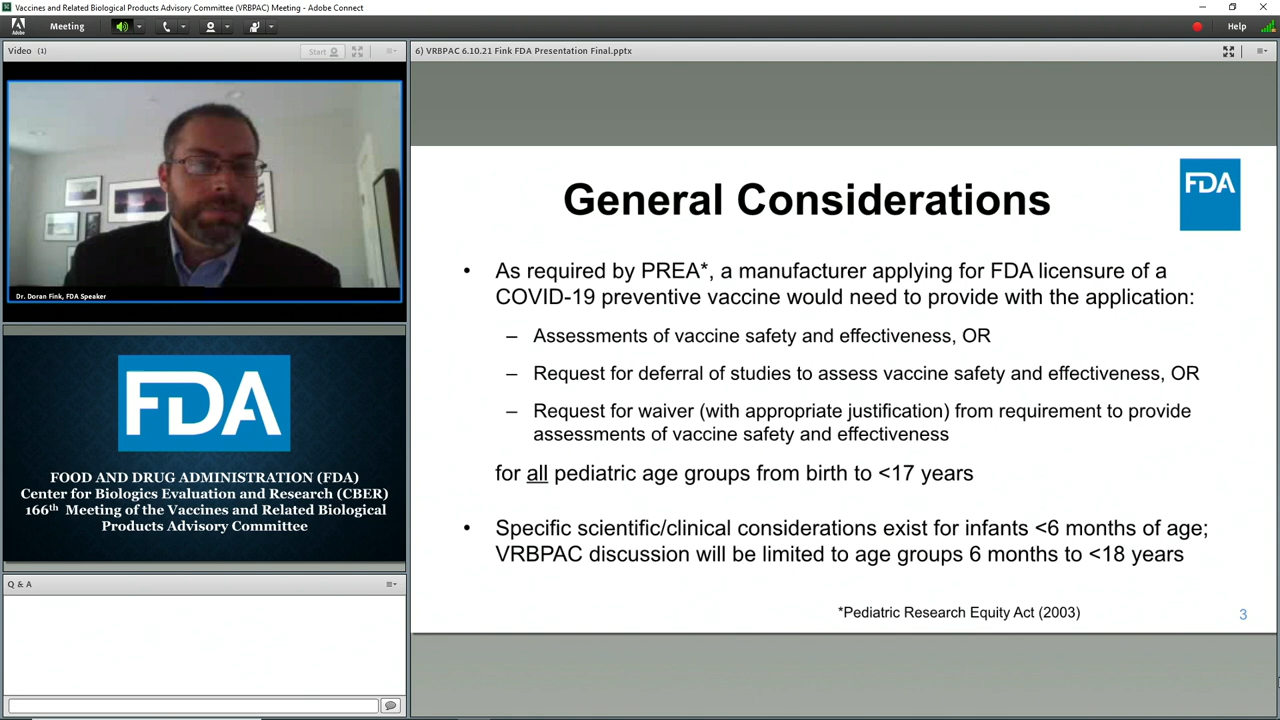 Vaccines and Related Biological Products Advisory Committee (VRBPAC) Meeting - Adobe Connect
Adobe
Meeting
Help
Video (1)
Start
Dr. Doran Fink, FDA Speaker
FDA
FOOD AND DRUG ADMINISTRATION (FDA)
Center for Biologics Evaluation and Research (CBER)
166th Meeting of the Vaccines and Related Biological
Products Advisory Committee
Q & A
6) VRBPAC 6.10.21 Fink FDA Presentation Final.pptx
FDA
General Considerations
• As required by PREA*, a manufacturer applying for FDA licensure of a
COVID-19 preventive vaccine would need to provide with the application:
– Assessments of vaccine safety and effectiveness, OR
– Request for deferral of studies to assess vaccine safety and effectiveness, OR
– Request for waiver (with appropriate justification) from requirement to provide
assessments of vaccine safety and effectiveness
for all pediatric age groups from birth to <17 years
• Specific scientific/clinical considerations exist for infants <6 months of age;
VRBPAC discussion will be limited to age groups 6 months to <18 years
*Pediatric Research Equity Act (2003)
3